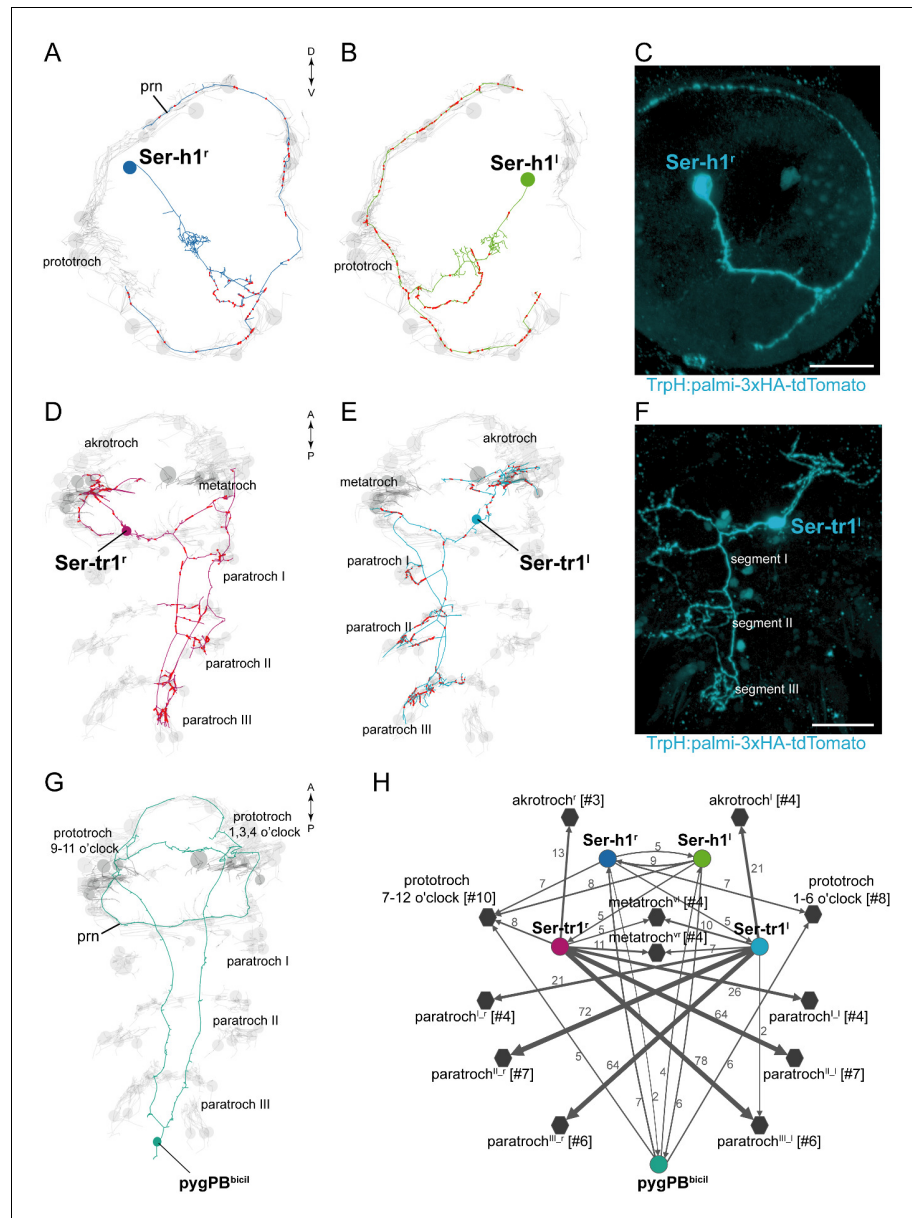 A
D
V
prn
Ser-h1ʳ
prototroch
B
Ser-h1ˡ
prototroch
C
Ser-h1ʳ
TrpH:palmi-3xHA-tdTomato
D
A
P
akrotroch
metatroch
Ser-tr1ʳ
paratroch I
paratroch II
paratroch III
E
akrotroch
metatroch
Ser-tr1ˡ
paratroch I
paratroch II
paratroch III
F
Ser-tr1ˡ
segment I
segment II
segment III
TrpH:palmi-3xHA-tdTomato
G
A
P
prototroch
9-11 o'clock
prototroch
1,3,4 o'clock
prn
paratroch I
paratroch II
paratroch III
pygPBᵇⁱᶜⁱˡ
H
akrotrochʳ [#3]
akrotrochˡ [#4]
Ser-h1ʳ
Ser-h1ˡ
5
9
13
21
prototroch
7-12 o'clock [#10]
prototroch
1-6 o'clock [#8]
7
8
7
metatrochᵛˡ [#4]
8
5
5
10
5
Ser-tr1ʳ
metatrochᵛʳ [#4]
Ser-tr1ˡ
11
7
21
26
paratrochᴵ_ʳ [#4]
paratrochᴵ_ˡ [#4]
72
64
2
paratrochᴵᴵ_ʳ [#7]
paratrochᴵᴵ_ˡ [#7]
5
64
4
78
6
7
2
6
paratrochᴵᴵᴵ_ʳ [#6]
paratrochᴵᴵᴵ_ˡ [#6]
pygPBᵇⁱᶜⁱˡ